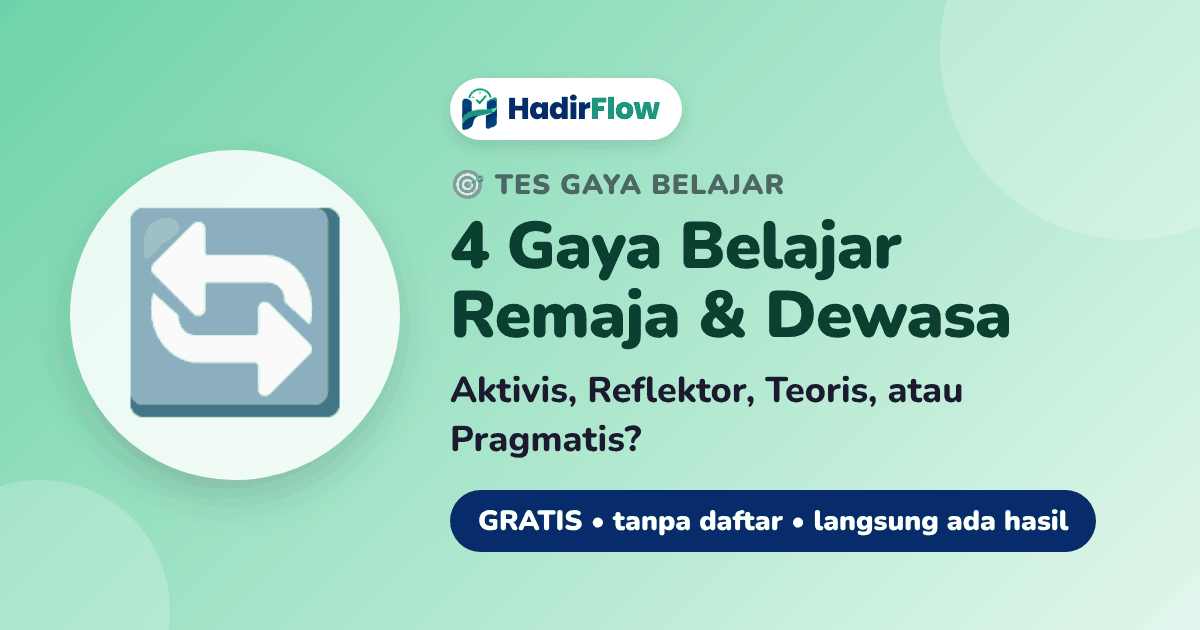 HadirFlow
TES GAYA BELAJAR
4 Gaya Belajar
Remaja & Dewasa
Aktivis, Reflektor, Teoris, atau
Pragmatis?
GRATIS • tanpa daftar • langsung ada hasil